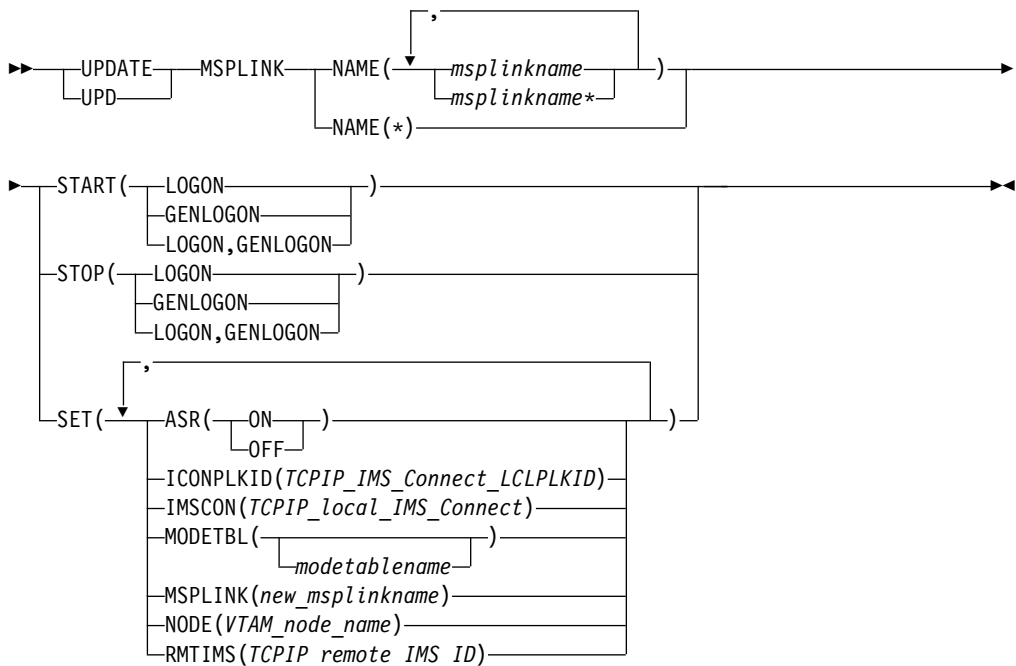 ,
UPDATE MSPLINK NAME( msplinkname )
UPD msplinkname*
NAME(*)
START( LOGON )
GENLOGON
LOGON,GENLOGON
STOP( LOGON )
GENLOGON
LOGON,GENLOGON
,
SET( ASR( ON ) )
OFF
ICONPLKID(TCPIP_IMS_Connect_LCLPLKID)
IMSCON(TCPIP_local_IMS_Connect)
MODETBL( )
modetablename
MSPLINK(new_msplinkname)
NODE(VTAM_node_name)
RMTIMS(TCPIP remote IMS ID)